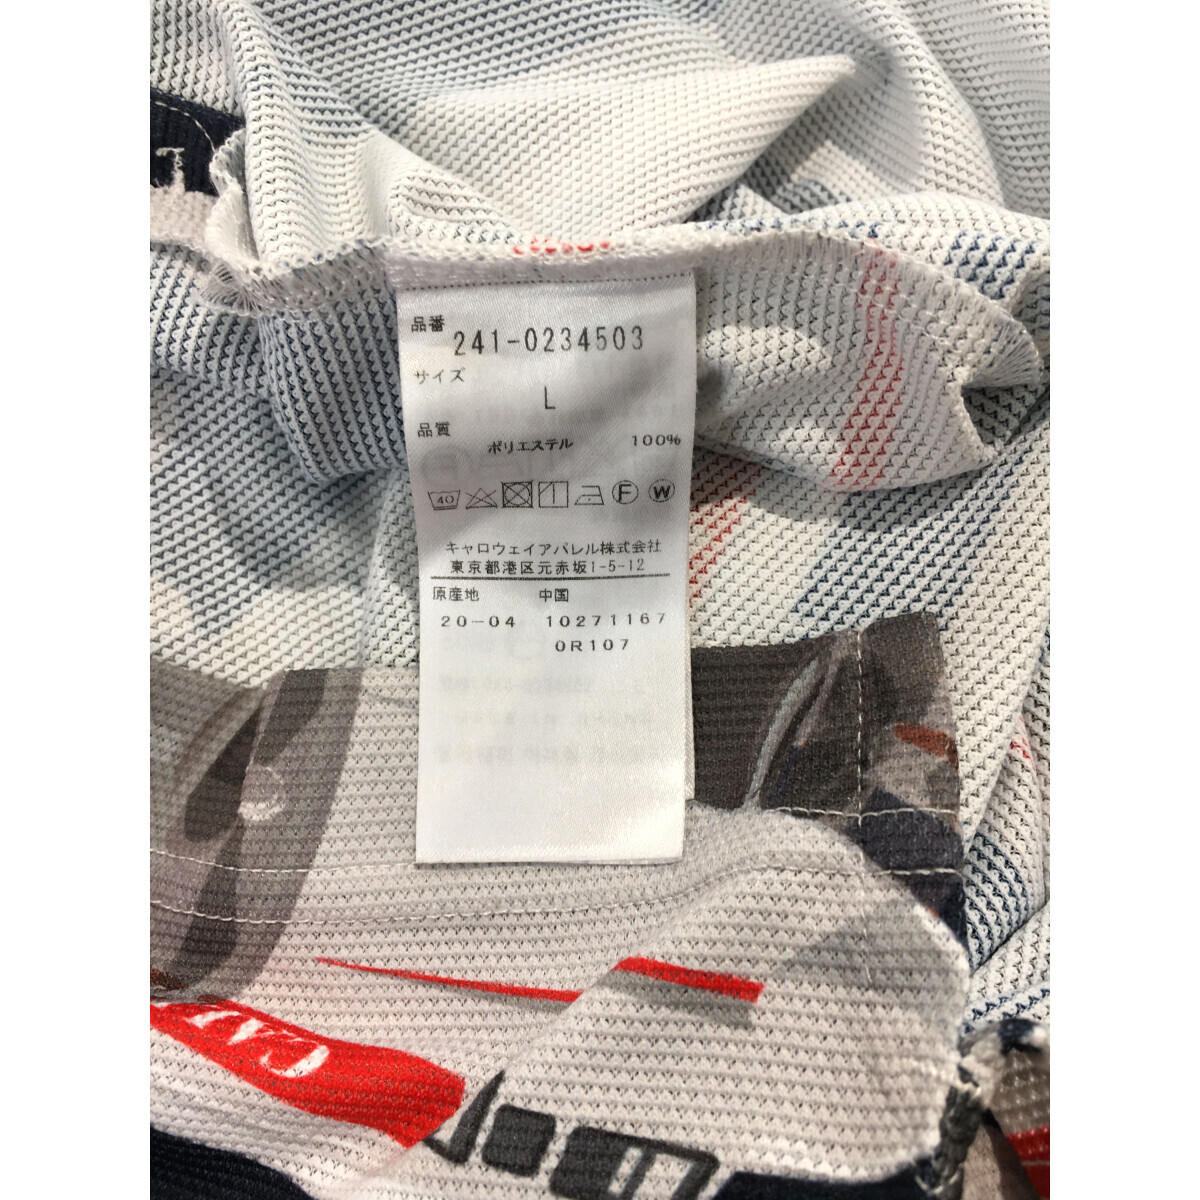 品番
241-0234503
サイズ
L
品質
ポリエステル 100%
40 F W
キャロウェイアパレル株式会社
東京都港区元赤坂1-5-12
原産地 中国
20-04 10271167
0R107